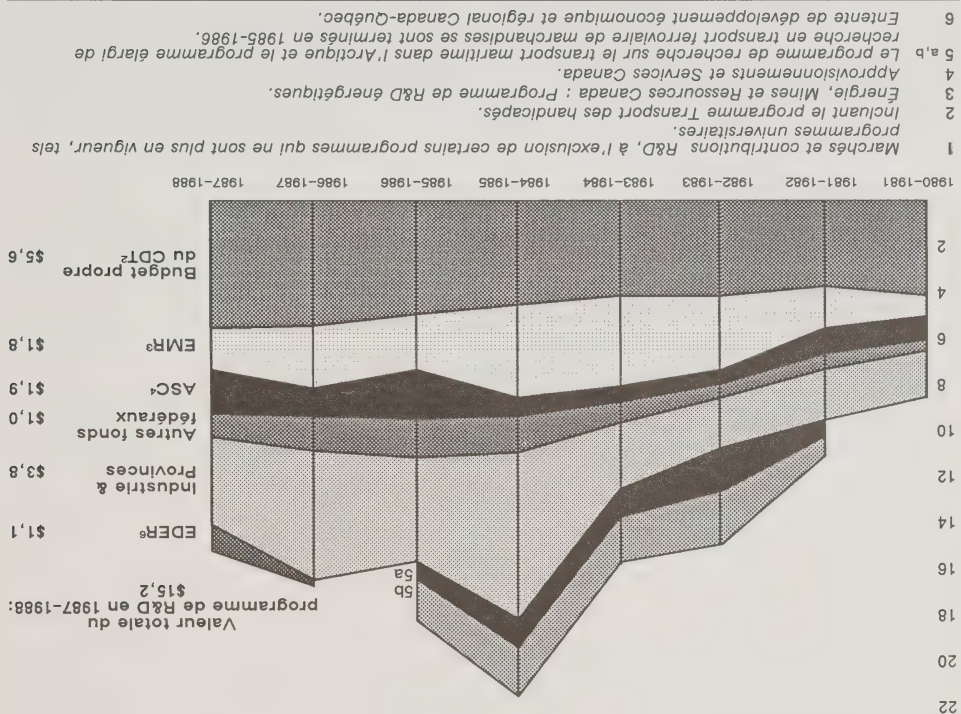 22
20
18
16
14
12
10
8
6
4
2
Valeur totale du
programme de R&D en 1987-1988:
$15,2
5b
5a
EDER⁶ $1,1
Industrie &
Provinces $3,8
Autres fonds
fédéraux $1,0
ASC⁴ $1,9
EMR³ $1,8
Budget propre
du CDT² $5,6
1980-1981 1981-1982 1982-1983 1983-1984 1984-1985 1985-1986 1986-1987 1987-1988
1 Marchés et contributions R&D, à l'exclusion de certains programmes qui ne sont plus en vigueur, tels
programmes universitaires.
2 Incluant le programme Transport des handicapés.
3 Énergie, Mines et Ressources Canada : Programme de R&D énergétiques.
4 Approvisionnements et Services Canada.
5 a,b Le programme de recherche sur le transport maritime dans l'Arctique et le programme élargi de
recherche en transport ferroviaire de marchandises se sont terminés en 1985-1986.
6 Entente de développement économique et régional Canada-Québec.